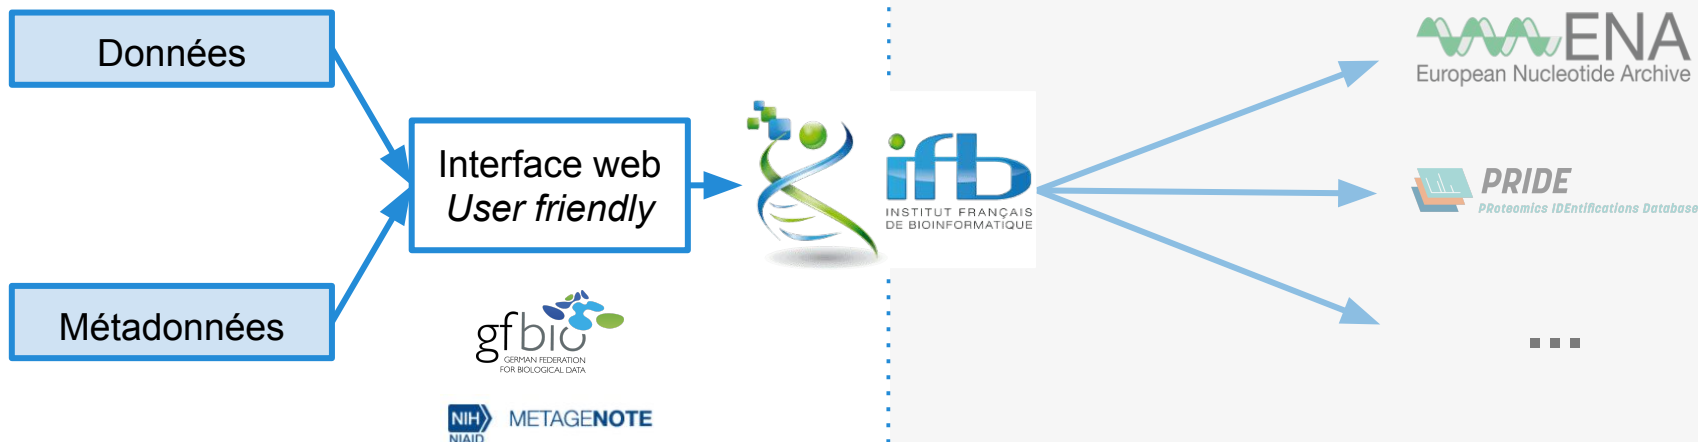 Données
Métadonnées
Interface web
User friendly
gfbio
GERMAN FEDERATION
FOR BIOLOGICAL DATA
NIH
NIAID
METAGENOTE
ifb
INSTITUT FRANÇAIS
DE BIOINFORMATIQUE
ENA
European Nucleotide Archive
PRIDE
PRoteomics IDEntifications Database
...